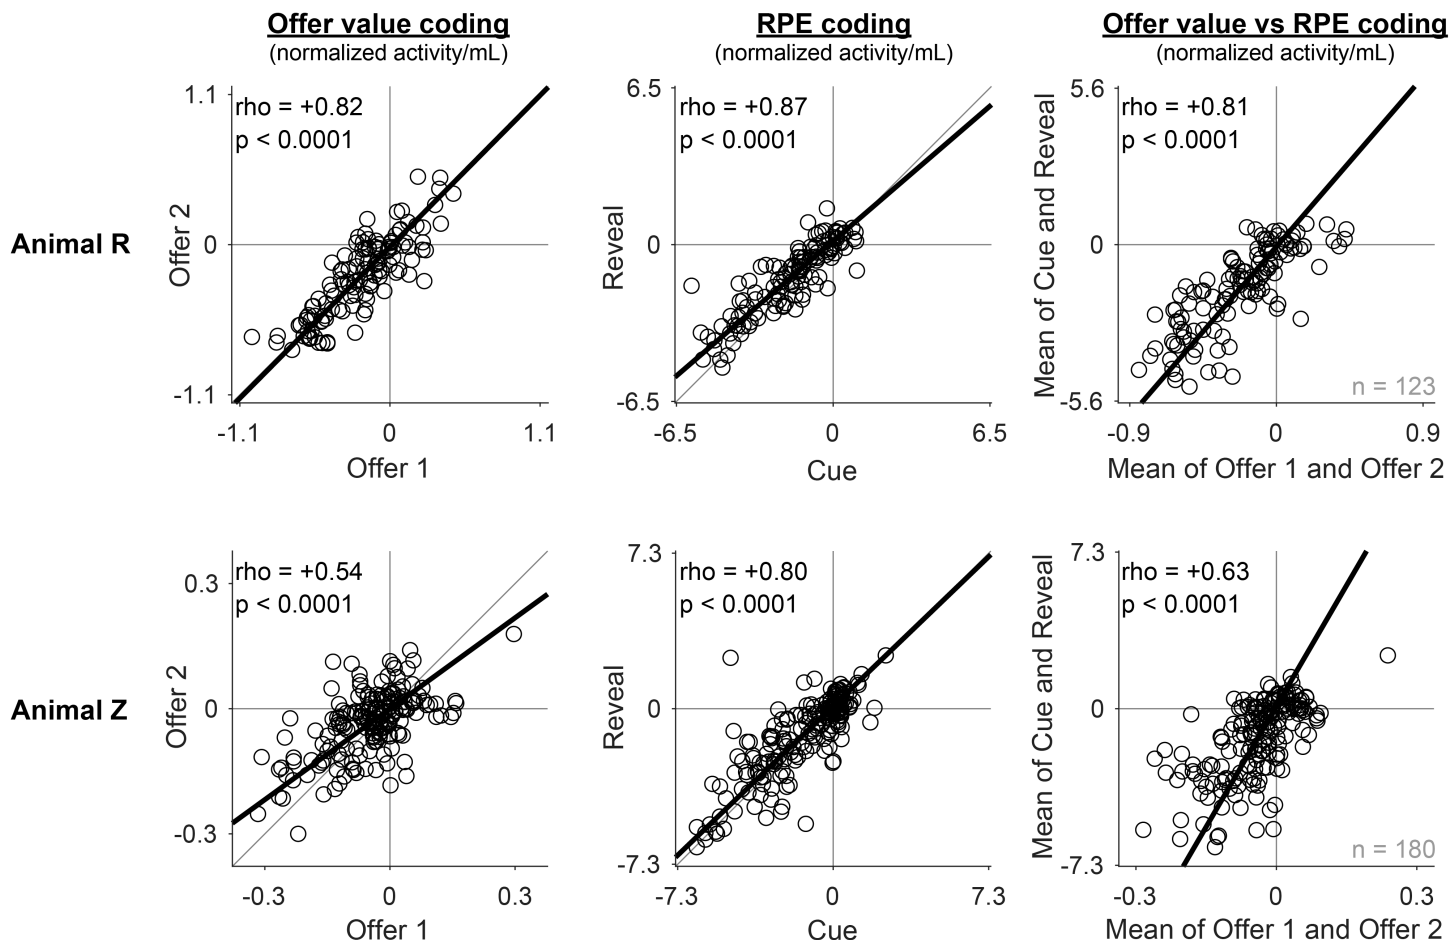 Offer value coding
(normalized activity/mL)
RPE coding
(normalized activity/mL)
Offer value vs RPE coding
(normalized activity/mL)
Animal R
1.1
0
-1.1
Offer 2
rho = +0.82
p < 0.0001
-1.1
0
1.1
Offer 1
6.5
0
-6.5
Reveal
rho = +0.87
p < 0.0001
-6.5
0
6.5
Cue
5.6
0
-5.6
Mean of Cue and Reveal
rho = +0.81
p < 0.0001
n = 123
-0.9
0
0.9
Mean of Offer 1 and Offer 2
Animal Z
0.3
0
-0.3
Offer 2
rho = +0.54
p < 0.0001
-0.3
0
0.3
Offer 1
7.3
0
-7.3
Reveal
rho = +0.80
p < 0.0001
-7.3
0
7.3
Cue
7.3
0
-7.3
Mean of Cue and Reveal
rho = +0.63
p < 0.0001
n = 180
-0.3
0
0.3
Mean of Offer 1 and Offer 2